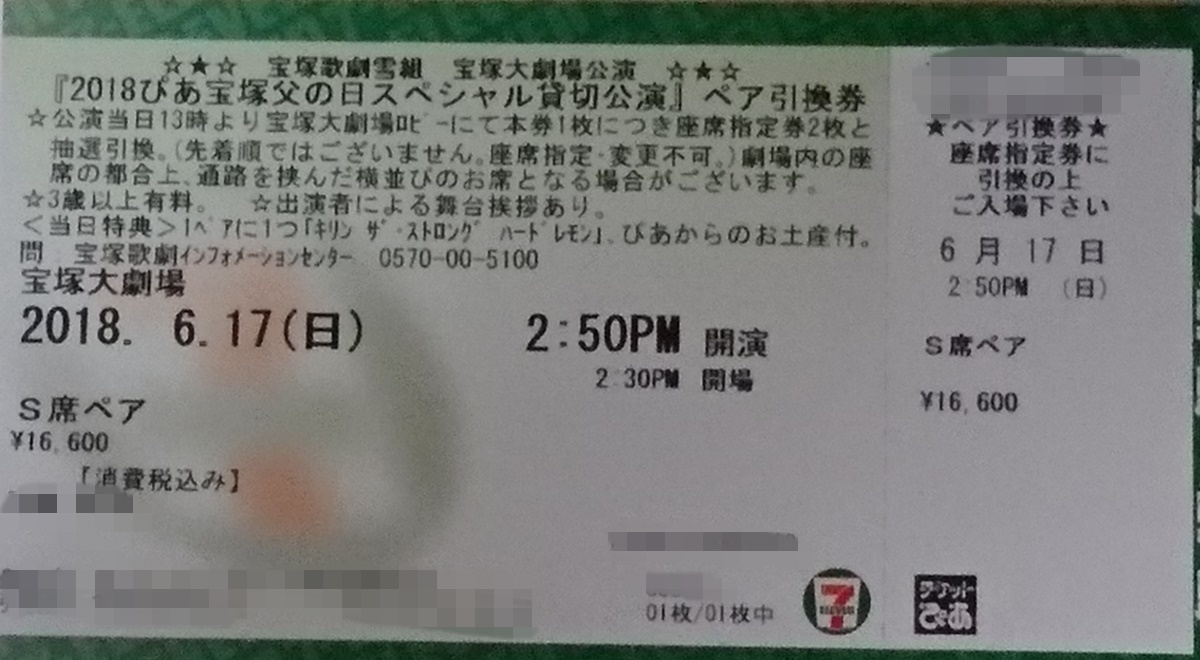 ☆★☆ 宝塚歌劇雪組 宝塚大劇場公演 ☆★☆
『2018ぴあ宝塚父の日スペシャル貸切公演』ペア引換券
☆公演当日13時より宝塚大劇場ﾛﾋﾞｰにて本券1枚につき座席指定券2枚と
抽選引換。(先着順ではございません。座席指定・変更不可。)劇場内の座
席の都合上、通路を挟んだ横並びのお席となる場合がございます。
☆3歳以上有料。 ☆出演者による舞台挨拶あり。
＜当日特典＞1ﾍﾟｱに1つ「ｷﾘﾝ ｻﾞ・ｽﾄﾛﾝｸﾞ ﾊｰﾄﾞﾚﾓﾝ」、ぴあからのお土産付。
問 宝塚歌劇ｲﾝﾌｫﾒｰｼｮﾝｾﾝﾀｰ 0570-00-5100
宝塚大劇場
2018. 6.17(日) 2:50PM 開演
2:30PM 開場
S席ペア
¥16,600
【消費税込み】
01枚/01枚中
7
ELEVEN
★ペア引換券★
座席指定券に
引換の上
ご入場下さい
6月 17日
2:50PM (日)
S席ペア
¥16,600
チケット
ぴあ